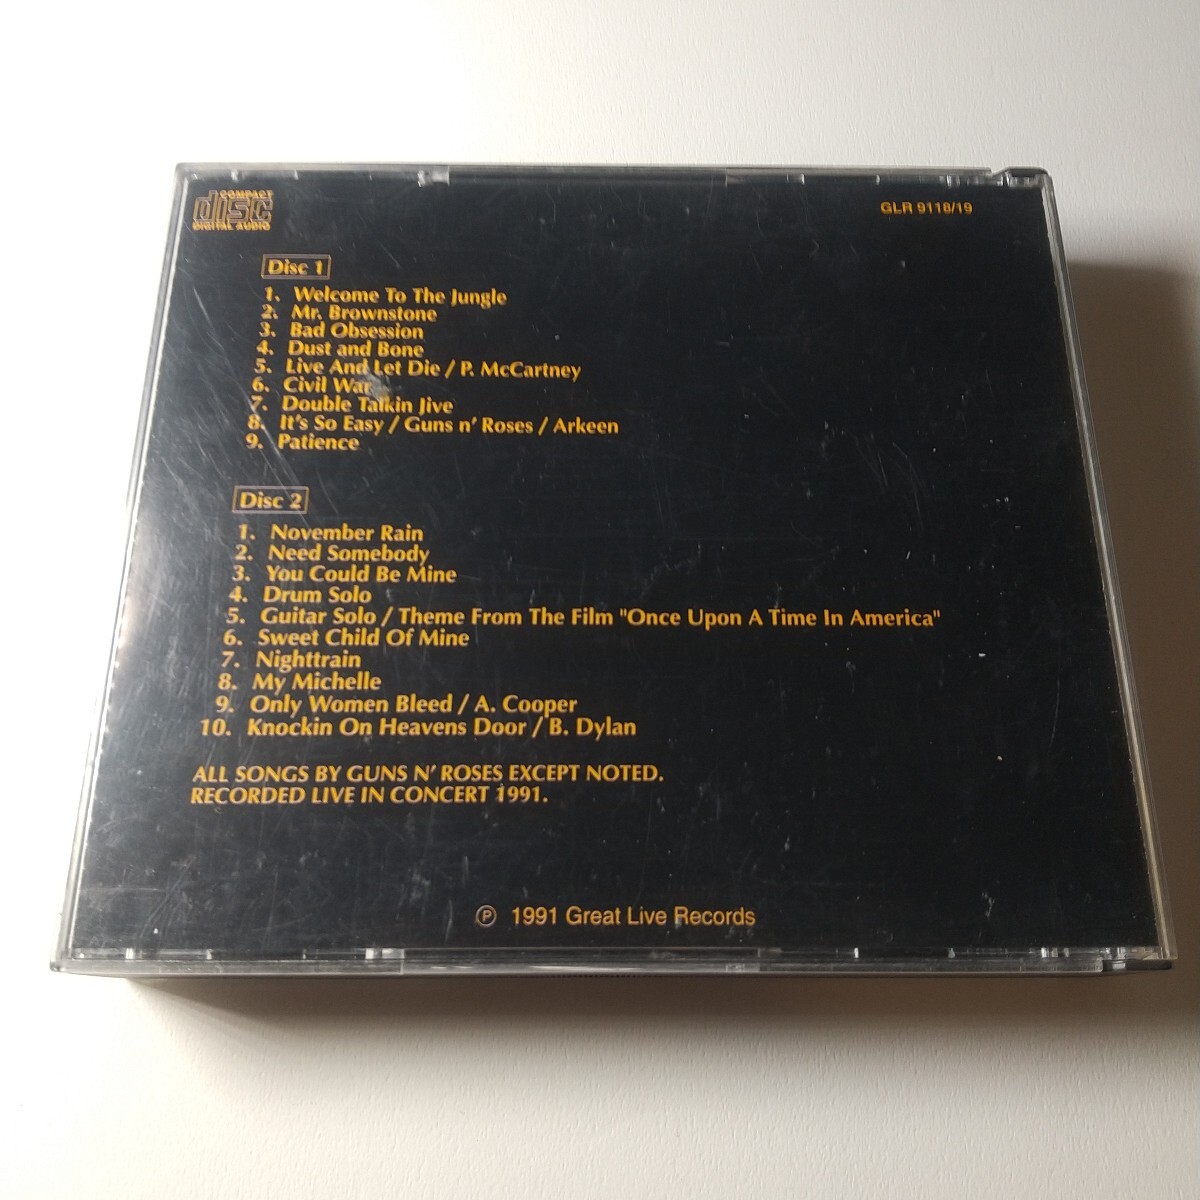 COMPACT
disc
DIGITAL AUDIO
GLR 9118/19
Disc 1
1. Welcome To The Jungle
2. Mr. Brownstone
3. Bad Obsession
4. Dust and Bone
5. Live And Let Die / P. McCartney
6. Civil War
7. Double Talkin Jive
8. It's So Easy / Guns n' Roses / Arkeen
9. Patience
Disc 2
1. November Rain
2. Need Somebody
3. You Could Be Mine
4. Drum Solo
5. Guitar Solo / Theme From The Film "Once Upon A Time In America"
6. Sweet Child Of Mine
7. Nighttrain
8. My Michelle
9. Only Women Bleed / A. Cooper
10. Knockin On Heavens Door / B. Dylan
ALL SONGS BY GUNS N' ROSES EXCEPT NOTED.
RECORDED LIVE IN CONCERT 1991.
℗ 1991 Great Live Records